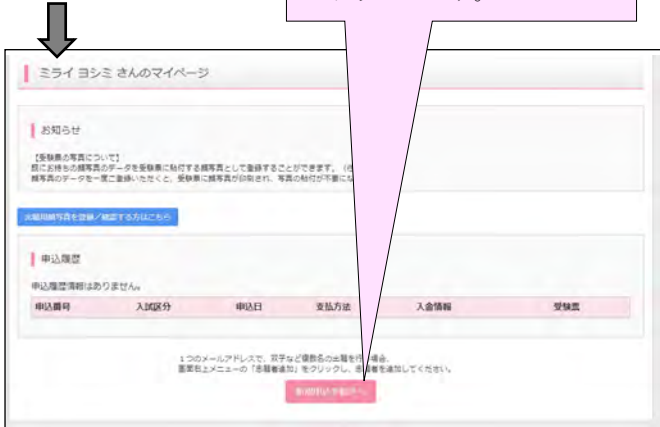 ミライ ヨシミ さんのマイページ
お知らせ
【受験票の写真について】
既にお持ちの顔写真のデータを受験票に貼付する顔写真として登録することができます。
顔写真のデータを一度ご登録いただくと、受験票に顔写真が印刷され、写真の貼付が不要にな
出願用顔写真を登録/確認する方はこちら
申込履歴
申込履歴情報はありません。
申込番号 入試区分 申込日 支払方法 入金情報 受験票
1つのメールアドレスで、双子など複数名の出願を行 場合、
画面右上メニューの「志願者追加」をクリックし、志願者を追加してください。
新規申込手続きへ